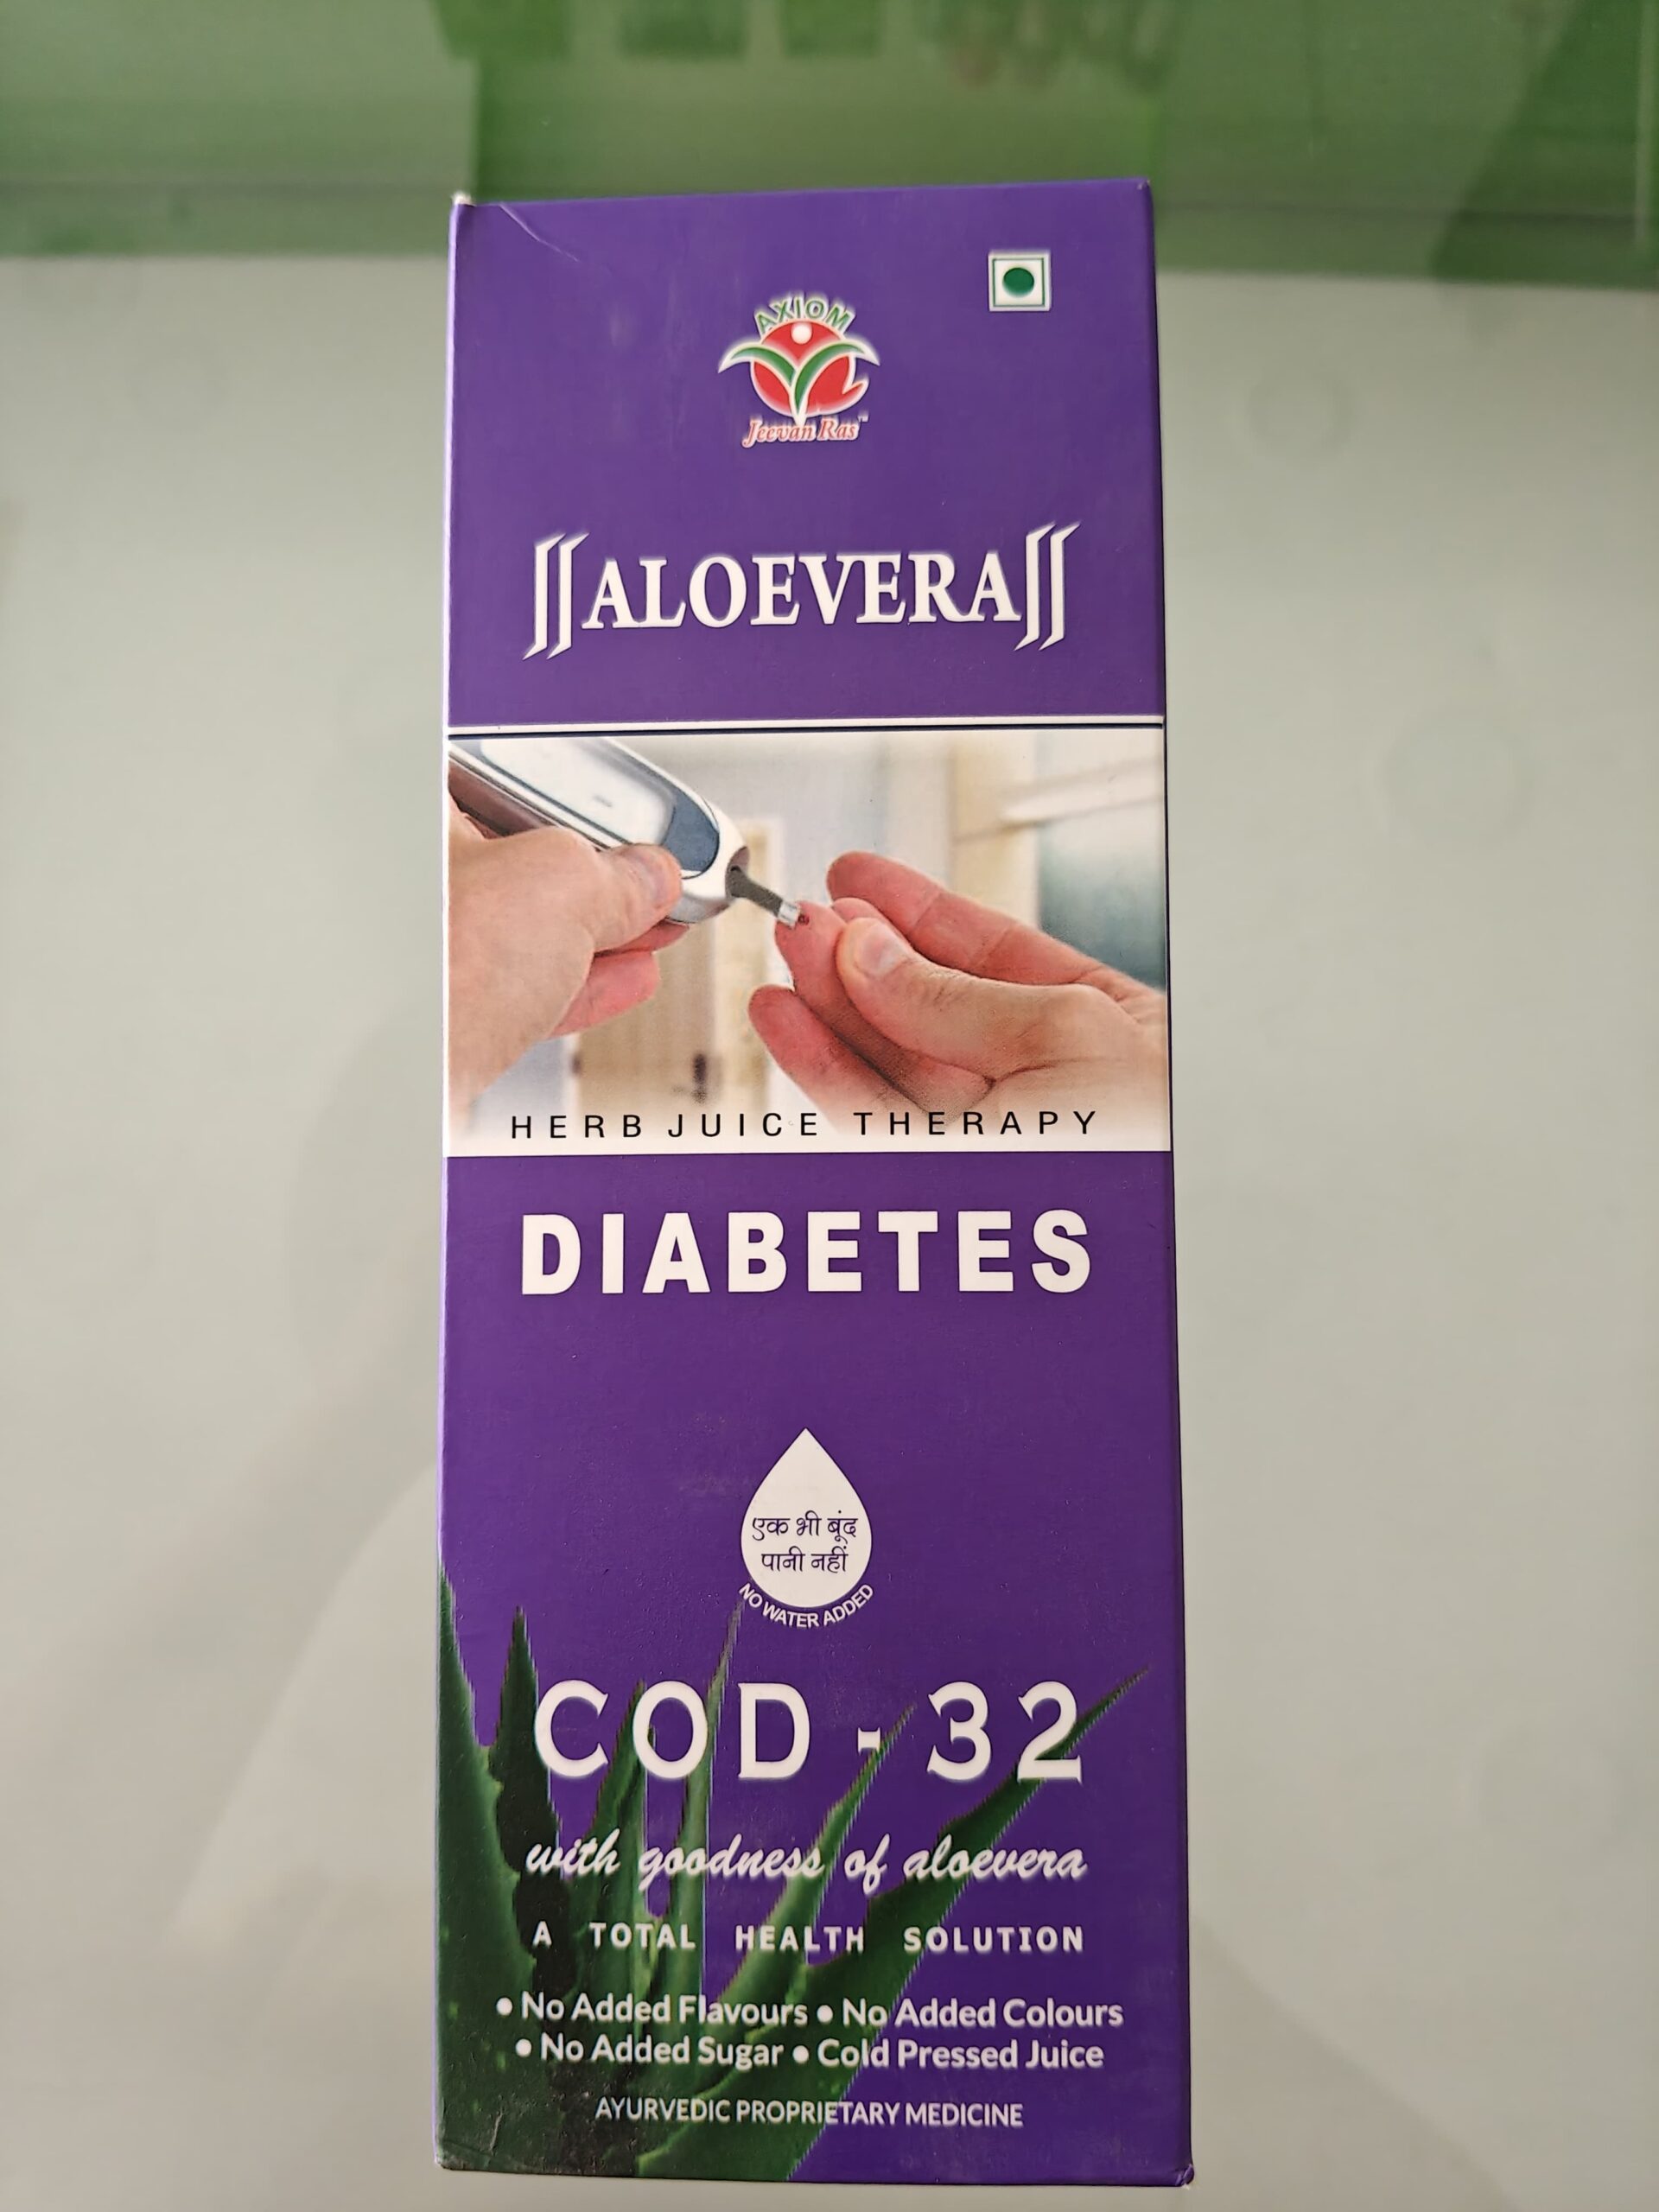 AXIOM
Jeevan Ras™
ALOEVERA
HERB JUICE THERAPY
DIABETES
एक भी बूंद
पानी नहीं
NO WATER ADDED
COD - 32
with goodness of aloevera
A TOTAL HEALTH SOLUTION
• No Added Flavours • No Added Colours
• No Added Sugar • Cold Pressed Juice
AYURVEDIC PROPRIETARY MEDICINE